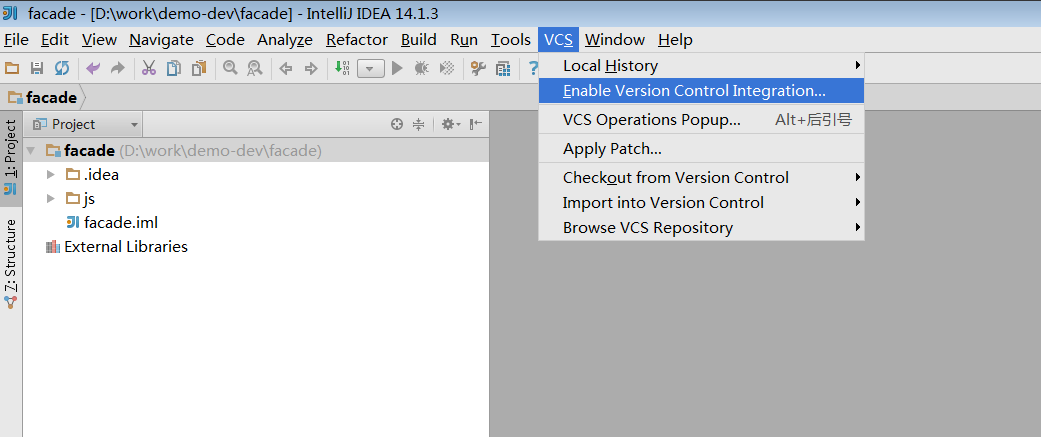 facade - [D:\work\demo-dev\facade] - IntelliJ IDEA 14.1.3
File Edit View Navigate Code Analyze Refactor Build Run Tools VCS Window Help
Local History
Enable Version Control Integration...
VCS Operations Popup... Alt+后引号
Apply Patch...
Checkout from Version Control
Import into Version Control
Browse VCS Repository
facade
1: Project
Project
facade (D:\work\demo-dev\facade)
.idea
js
facade.iml
External Libraries
7: Structure